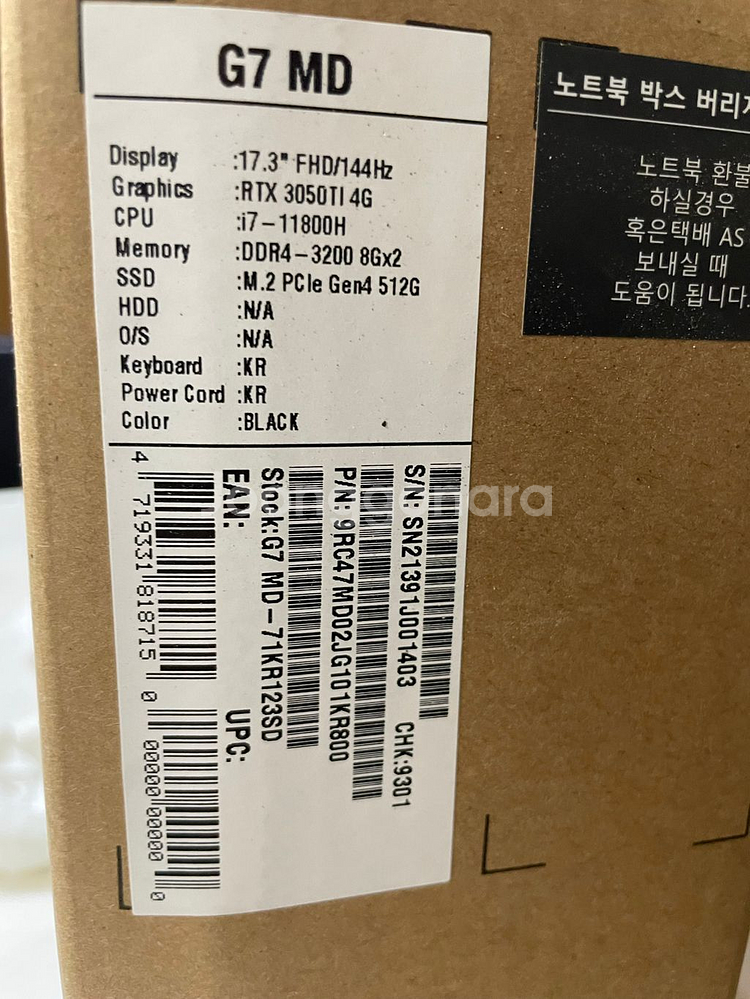 G7 MD
Display :17.3" FHD/144Hz
Graphics :RTX 3050TI 4G
CPU :i7-11800H
Memory :DDR4-3200 8Gx2
SSD :M.2 PCIe Gen4 512G
HDD :N/A
O/S :N/A
Keyboard :KR
Power Cord :KR
Color :BLACK
S/N: SN21391J001403 CHK:9301
P/N: 9RC47MD02JG101KR800
Stock:G7 MD-71KR123SD
EAN: UPC:
4 719331 818715 0 00000 00000 0
노트북 박스 버리
노트북 환불
하실경우
혹은택배 AS
보내실 때
도움이 됩니다.